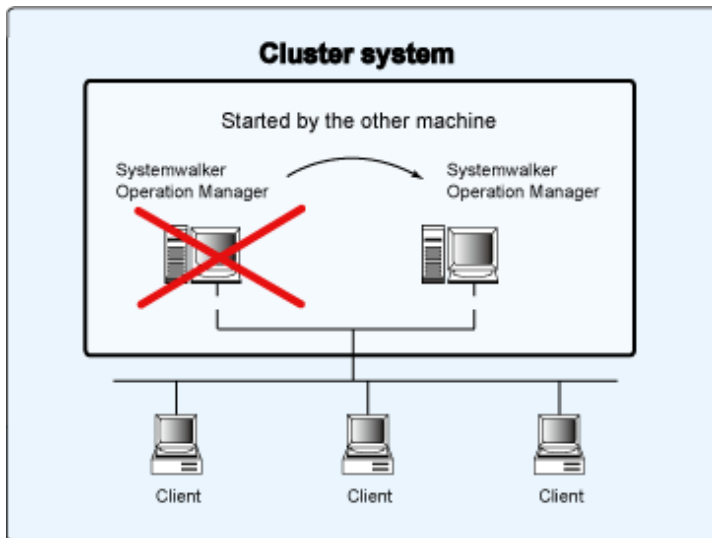 Cluster system
Started by the other machine
Systemwalker
Operation Manager
Systemwalker
Operation Manager
Client
Client
Client